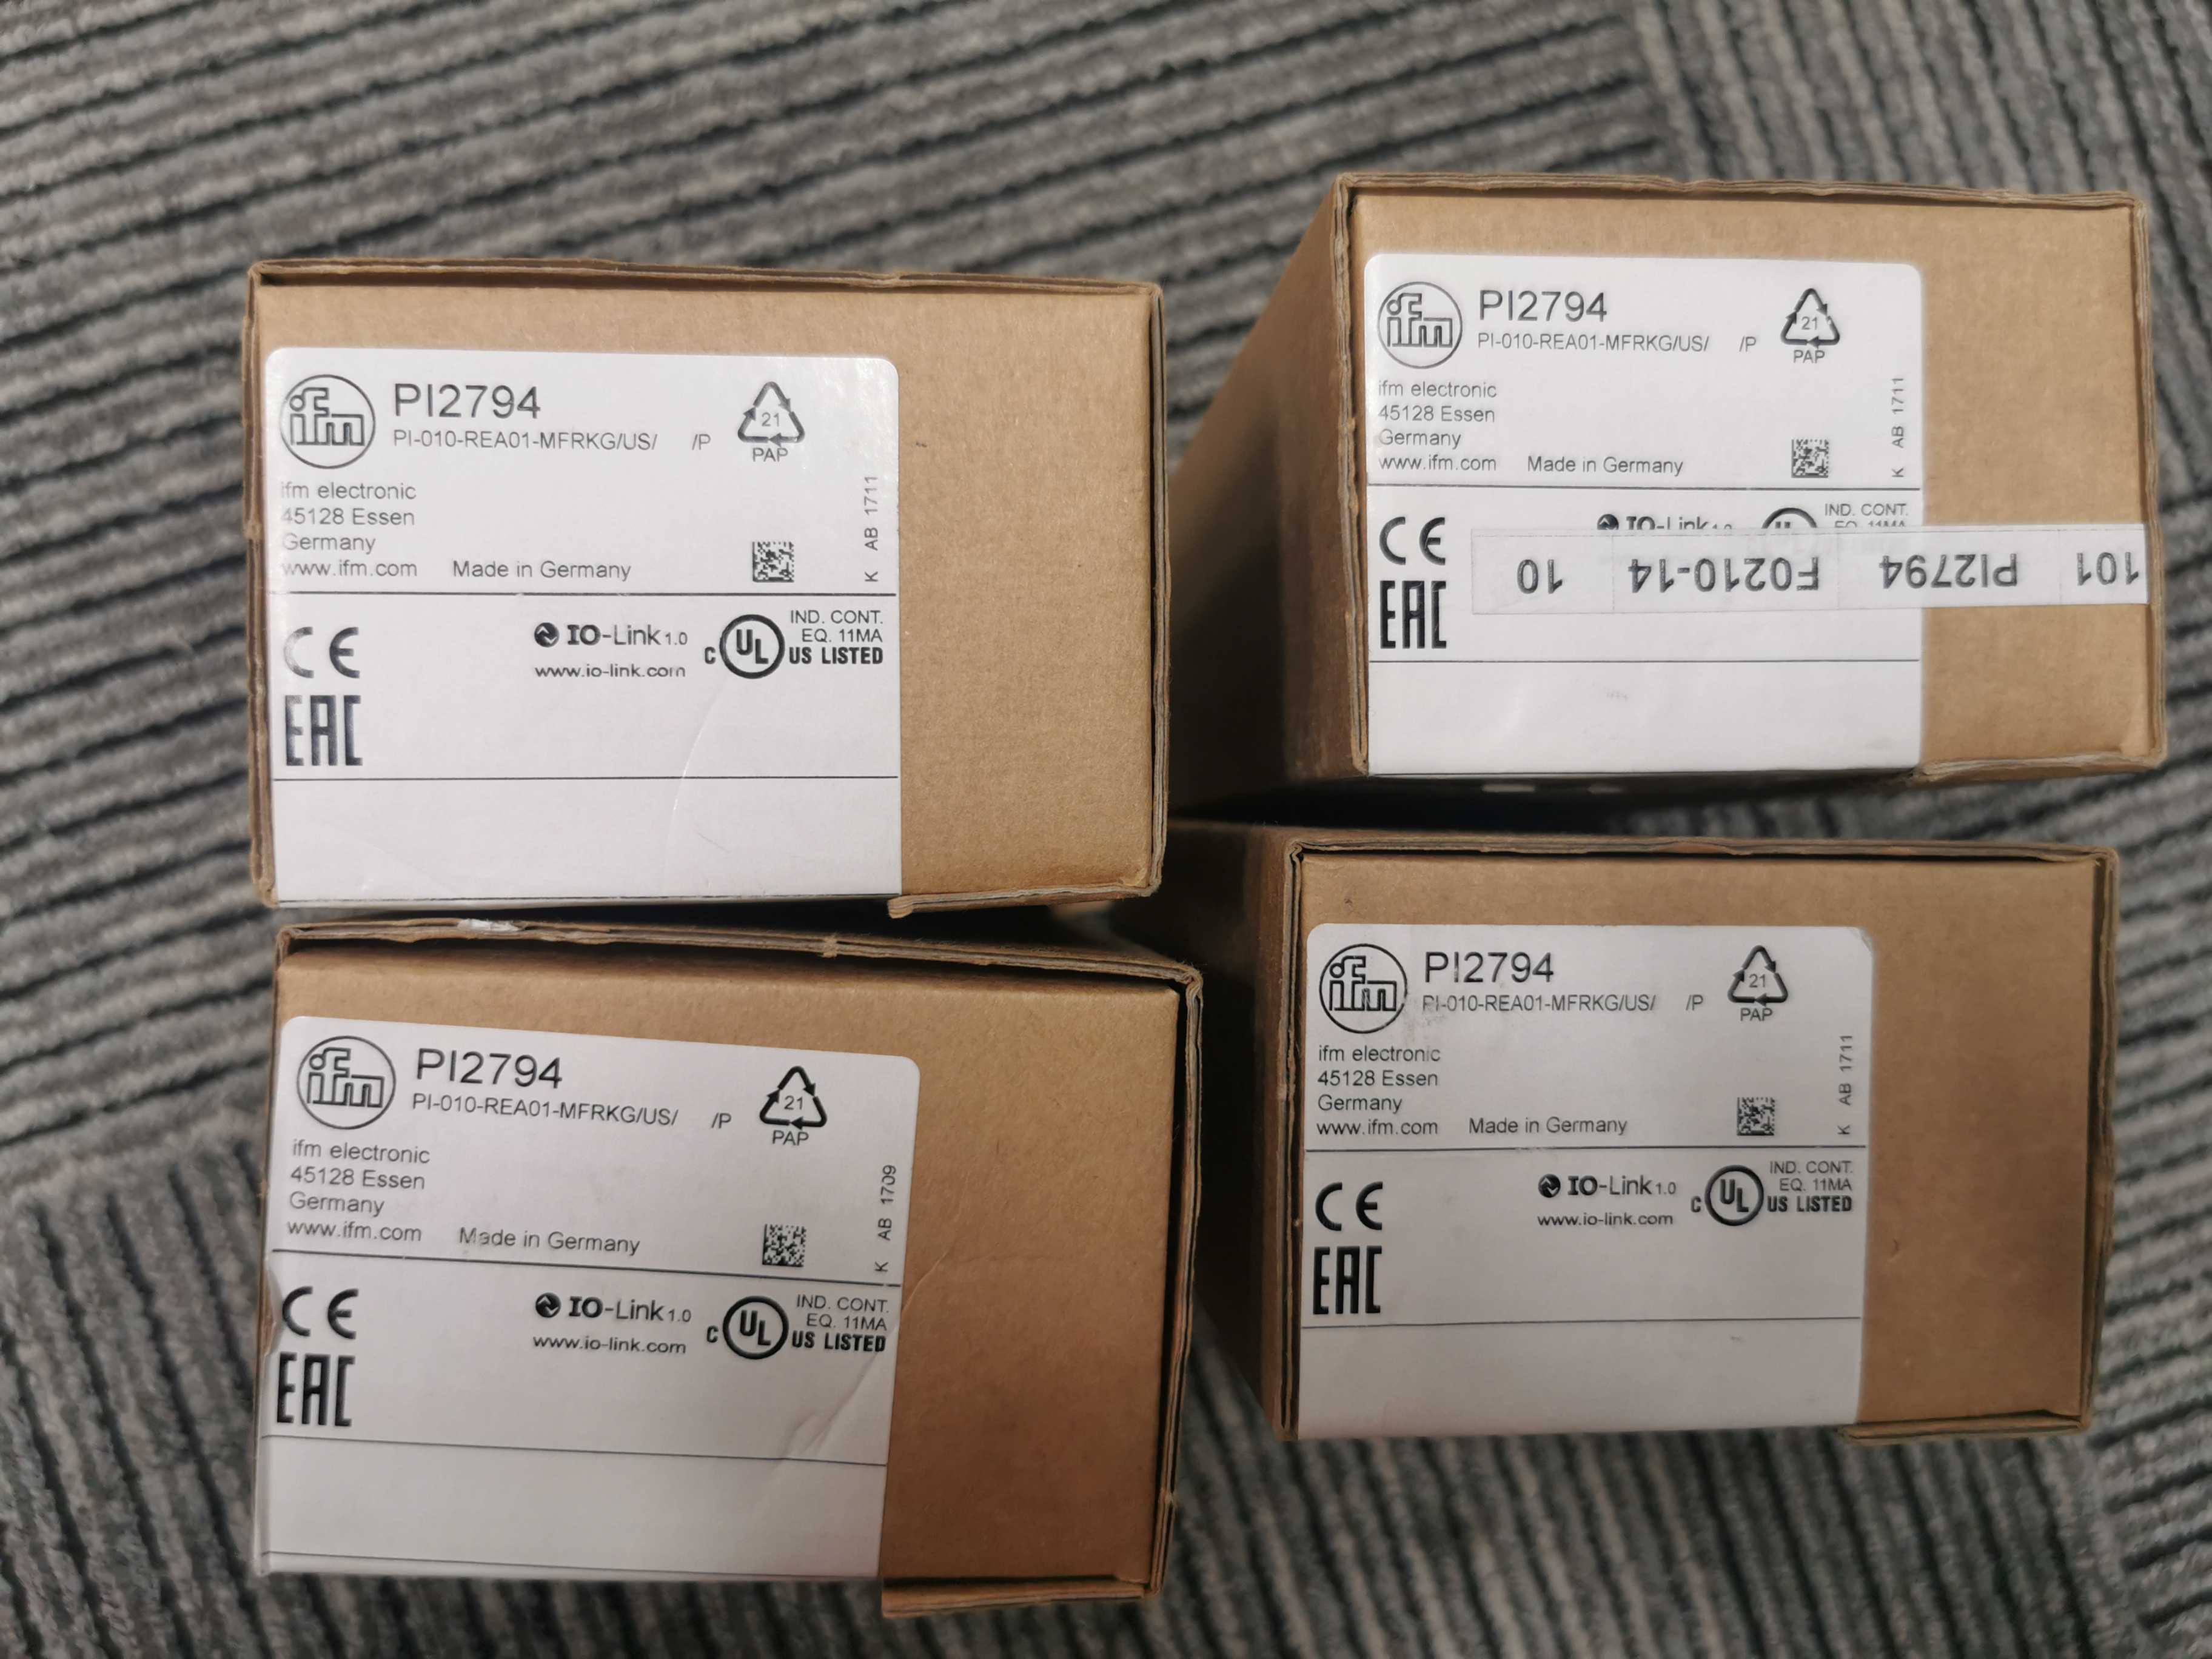 ifm
PI2794
PI-010-REA01-MFRKG/US/ /P
21
PAP
ifm electronic
45128 Essen
Germany
www.ifm.com Made in Germany
K AB 1711
CE
IO-Link 1.0
www.io-link.com
C UL US LISTED
IND. CONT.
EQ. 11MA
EAC
ifm
PI2794
PI-010-REA01-MFRKG/US/ /P
21
PAP
ifm electronic
45128 Essen
Germany
www.ifm.com Made in Germany
K AB 1711
CE
IO-Link 1.0
IND. CONT.
EQ. 11MA
EAC
101 PI2794 F0210-14 10
ifm
PI2794
PI-010-REA01-MFRKG/US/ /P
21
PAP
ifm electronic
45128 Essen
Germany
www.ifm.com Made in Germany
K AB 1709
CE
IO-Link 1.0
www.io-link.com
C UL US LISTED
IND. CONT.
EQ. 11MA
EAC
ifm
PI2794
PI-010-REA01-MFRKG/US/ /P
21
PAP
ifm electronic
45128 Essen
Germany
www.ifm.com Made in Germany
K AB 1711
CE
IO-Link 1.0
www.io-link.com
C UL US LISTED
IND. CONT.
EQ. 11MA
EAC